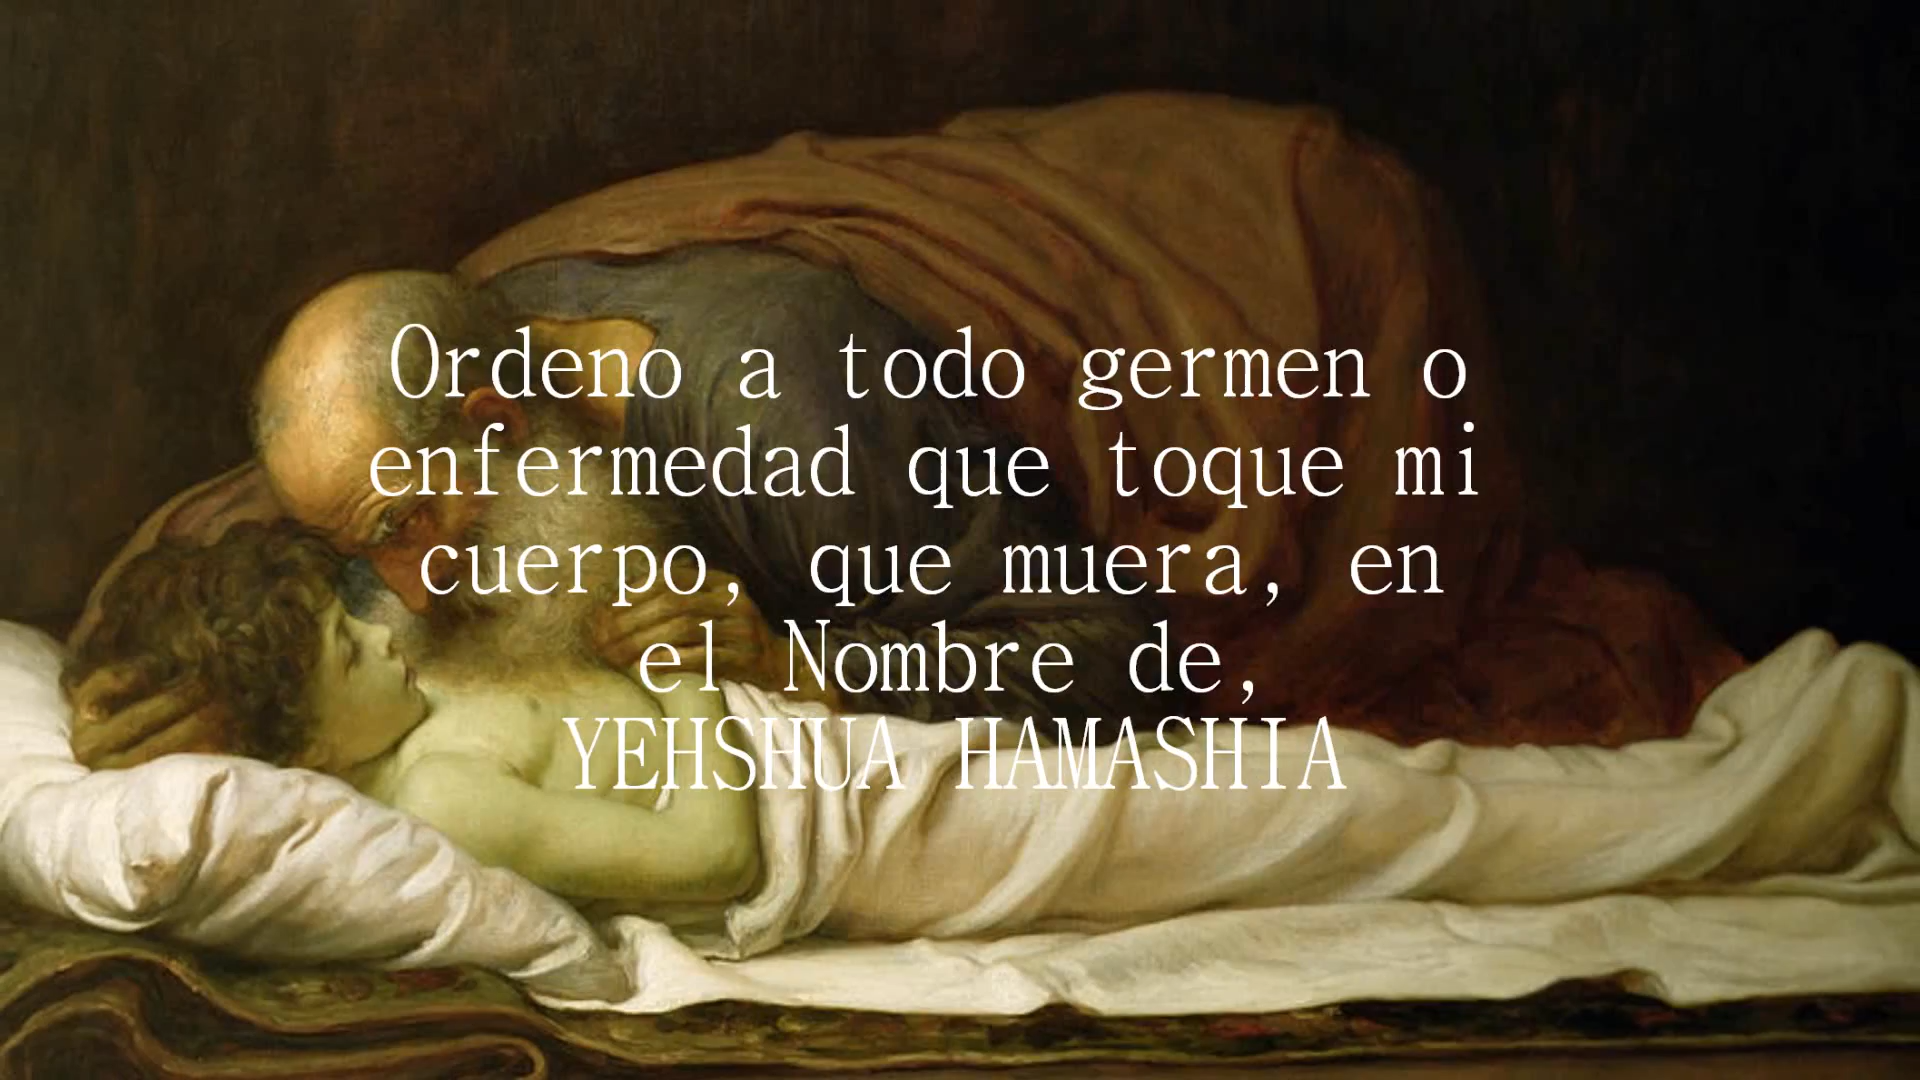 Ordeno a todo germen o
enfermedad que toque mi
cuerpo, que muera, en
el Nombre de,
YEHSHUA HAMASHIA